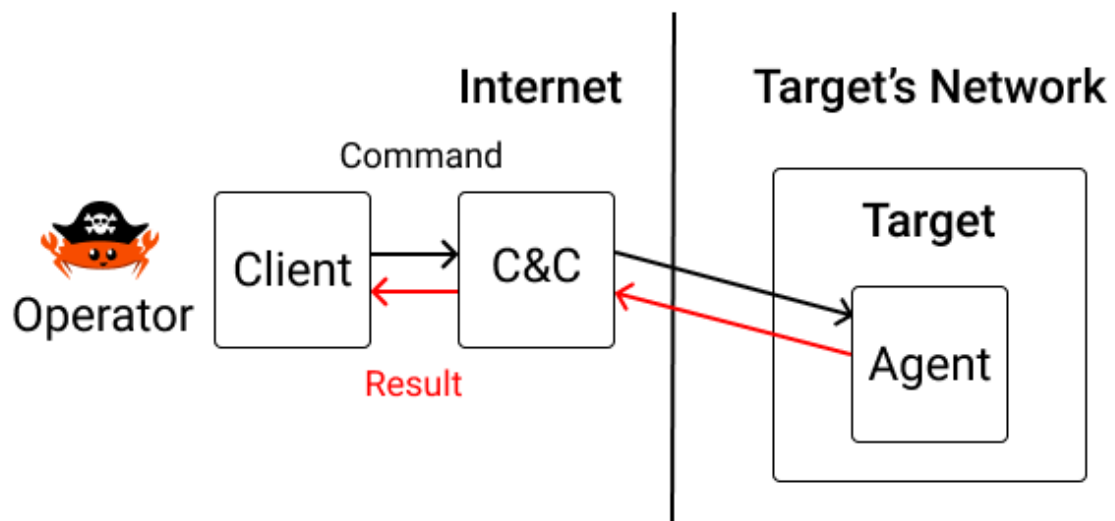 Internet
Target's Network
Command
Operator
Client
C&C
Result
Target
Agent